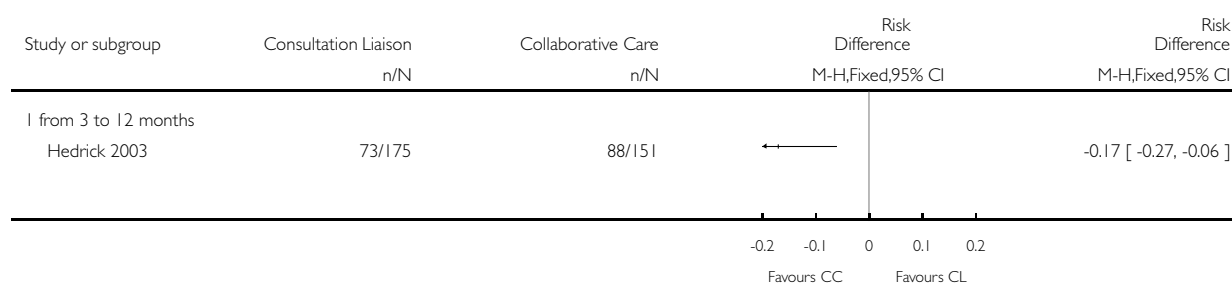 Risk Risk
Study or subgroup Consultation Liaison Collaborative Care Difference Difference
n/N n/N M-H,Fixed,95% CI M-H,Fixed,95% CI
1 from 3 to 12 months
Hedrick 2003 73/175 88/151 -0.17 [ -0.27, -0.06 ]
-0.2 -0.1 0 0.1 0.2
Favours CC Favours CL